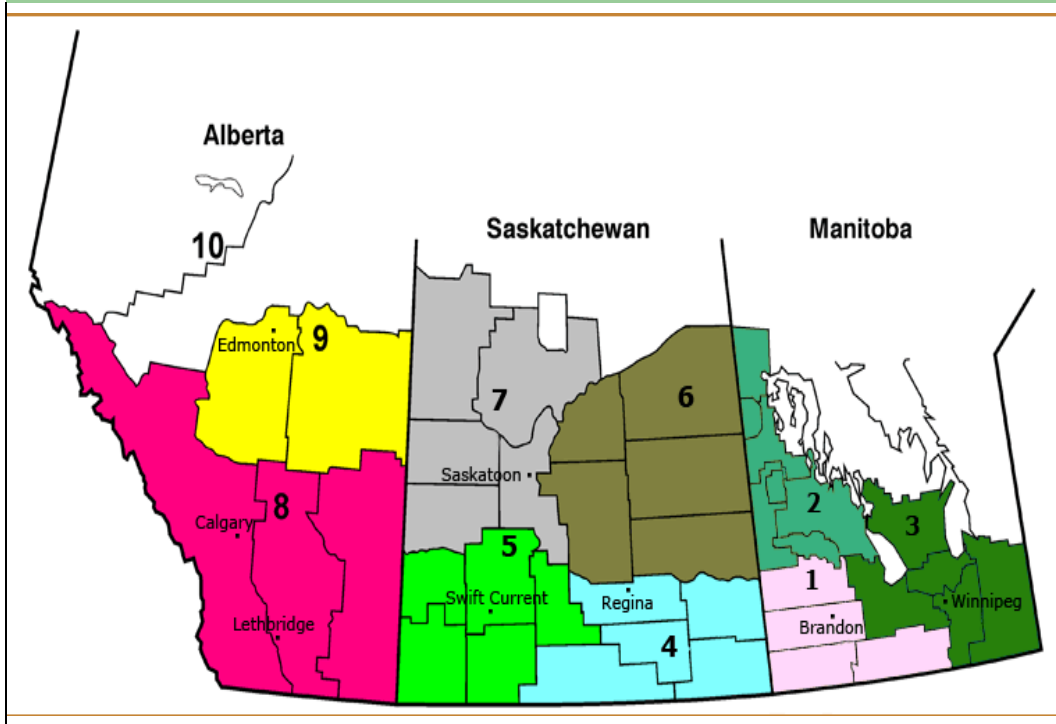 Alberta
Saskatchewan
Manitoba
10
9
Edmonton
7
6
Saskatoon
8
Calgary
2
3
5
1
Swift Current
Regina
Winnipeg
Lethbridge
4
Brandon